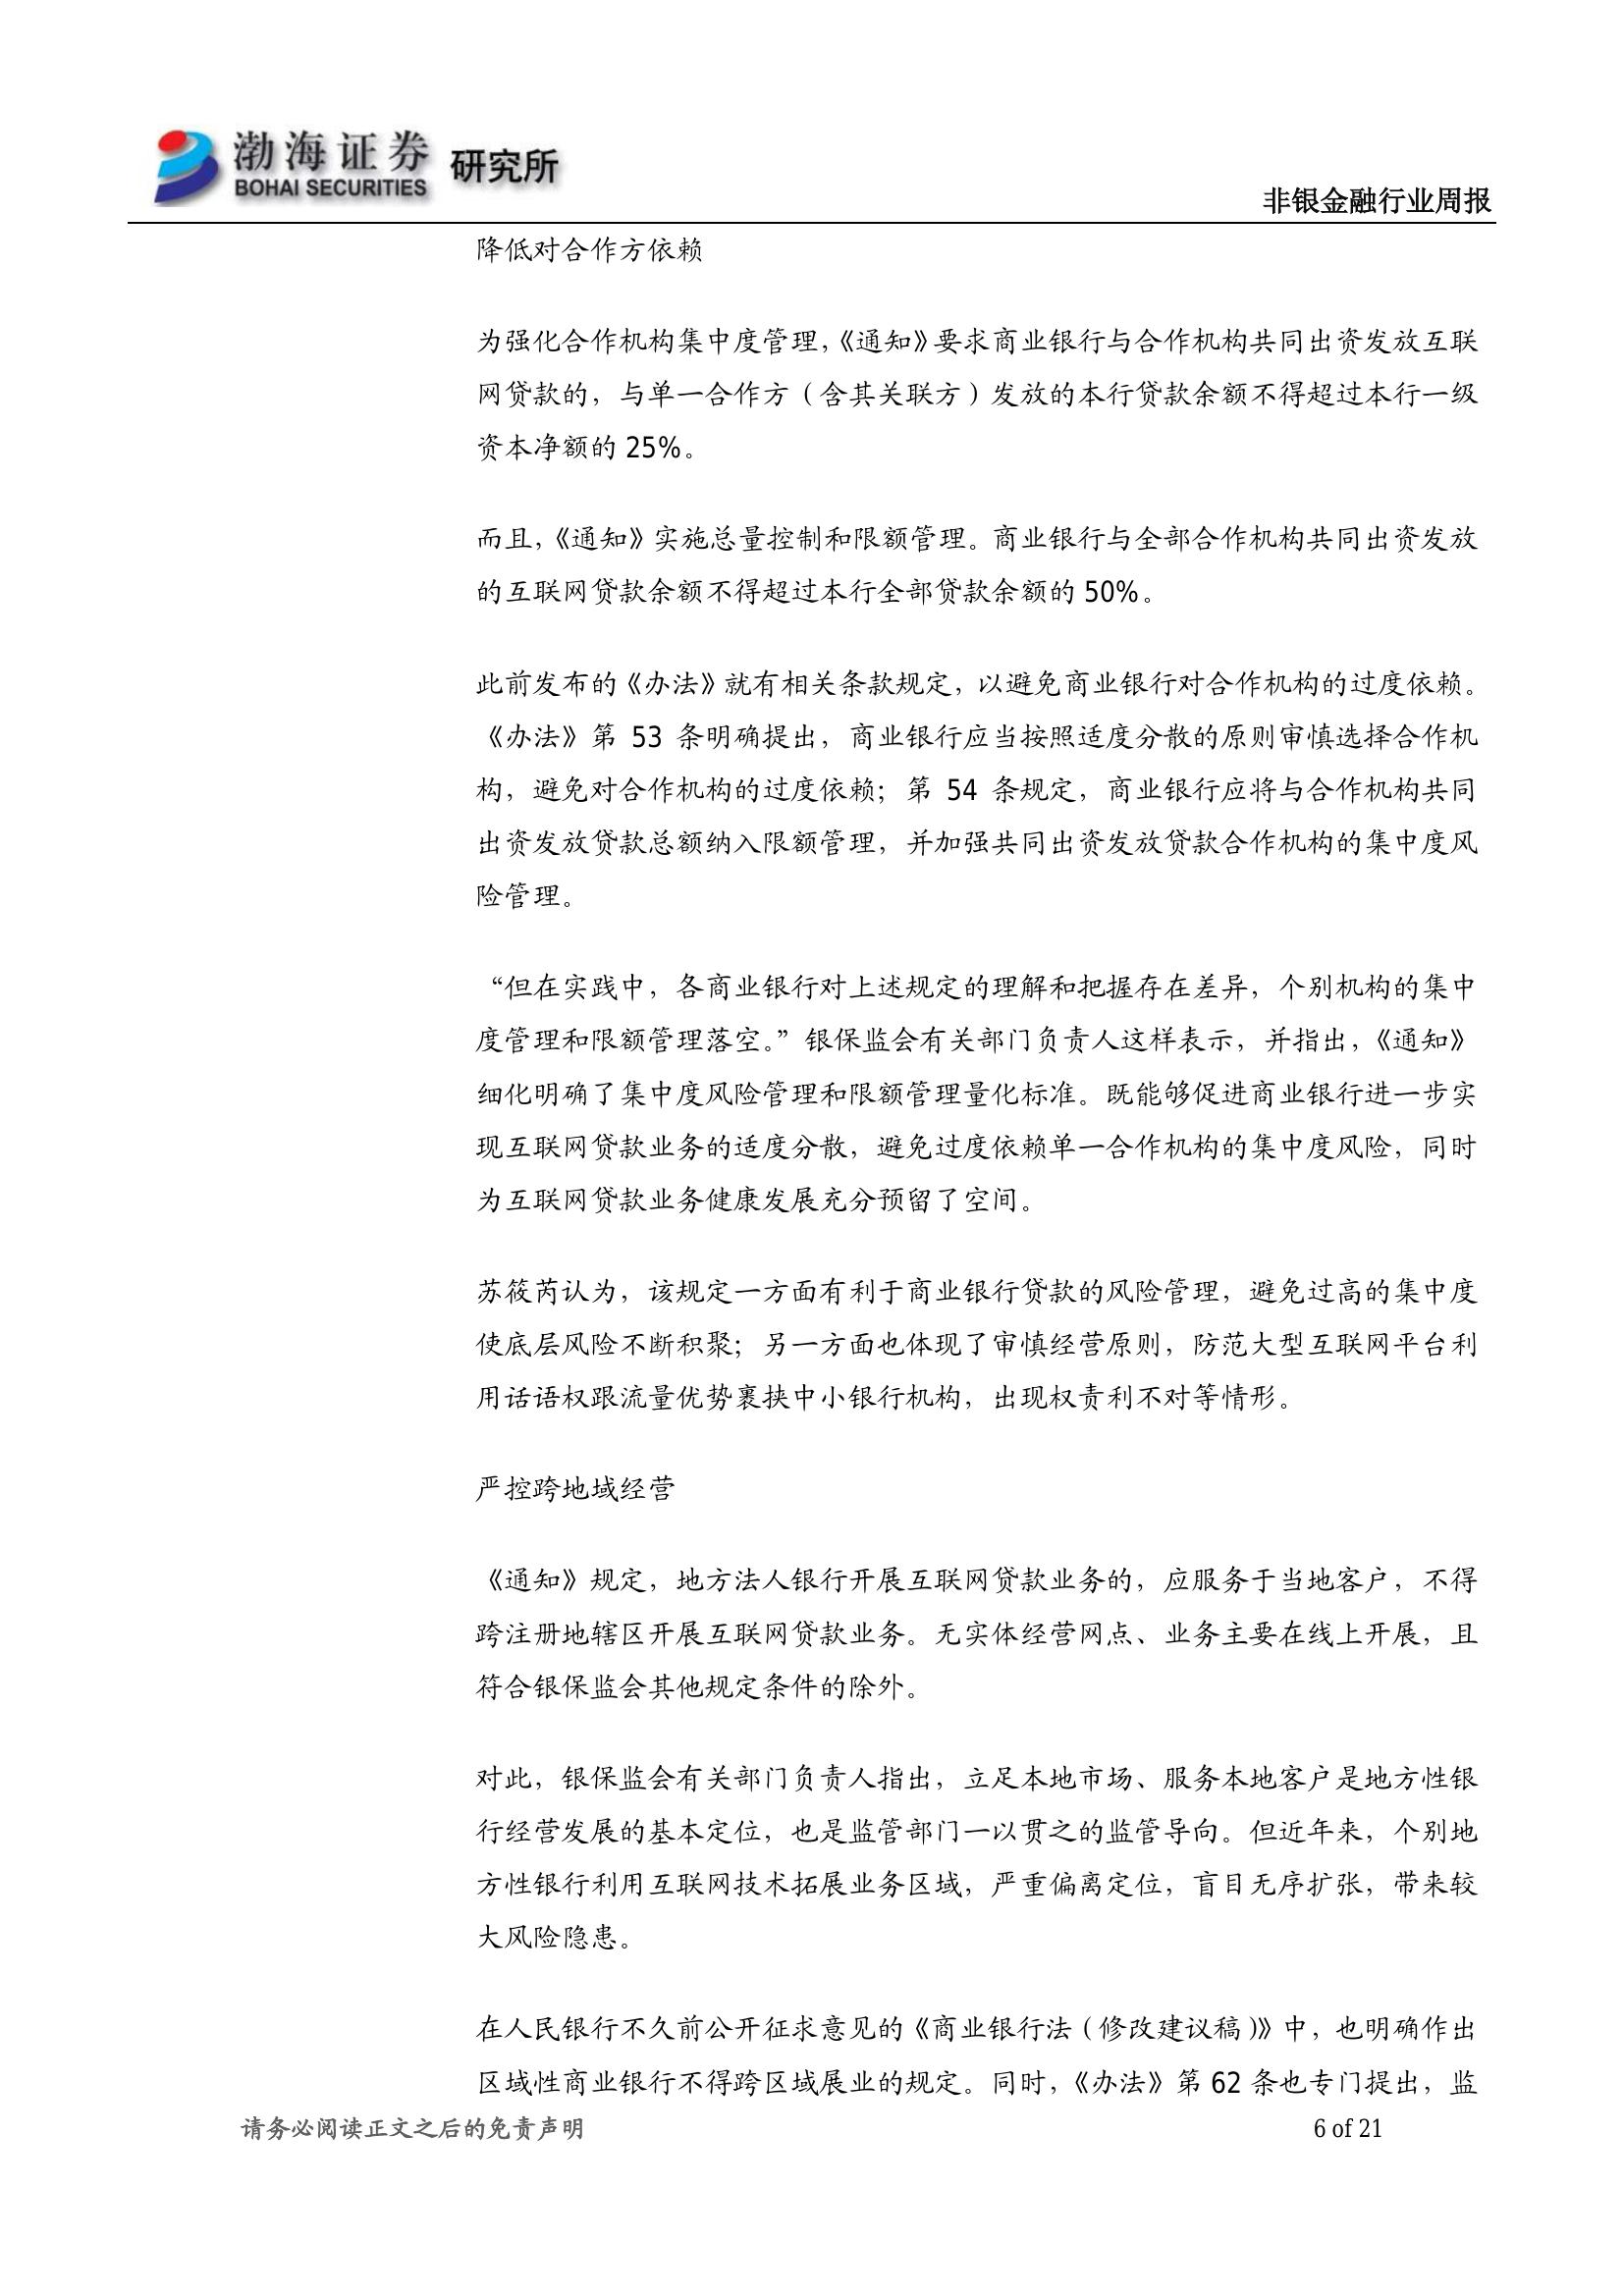 渤海证券
BOHAI SECURITIES
研究所
非银金融行业周报
降低对合作方依赖
为强化合作机构集中度管理，《通知》要求商业银行与合作机构共同出资发放互联
网贷款的，与单一合作方（含其关联方）发放的本行贷款余额不得超过本行一级
资本净额的 25%。
而且，《通知》实施总量控制和限额管理。商业银行与全部合作机构共同出资发放
的互联网贷款余额不得超过本行全部贷款余额的 50%。
此前发布的《办法》就有相关条款规定，以避免商业银行对合作机构的过度依赖。
《办法》第 53 条明确提出，商业银行应当按照适度分散的原则审慎选择合作机
构，避免对合作机构的过度依赖；第 54 条规定，商业银行应将与合作机构共同
出资发放贷款总额纳入限额管理，并加强共同出资发放贷款合作机构的集中度风
险管理。
“但在实践中，各商业银行对上述规定的理解和把握存在差异，个别机构的集中
度管理和限额管理落空。”银保监会有关部门负责人这样表示，并指出，《通知》
细化明确了集中度风险管理和限额管理量化标准。既能够促进商业银行进一步实
现互联网贷款业务的适度分散，避免过度依赖单一合作机构的集中度风险，同时
为互联网贷款业务健康发展充分预留了空间。
苏筱芮认为，该规定一方面有利于商业银行贷款的风险管理，避免过高的集中度
使底层风险不断积聚；另一方面也体现了审慎经营原则，防范大型互联网平台利
用话语权跟流量优势裹挟中小银行机构，出现权责利不对等情形。
严控跨地域经营
《通知》规定，地方法人银行开展互联网贷款业务的，应服务于当地客户，不得
跨注册地辖区开展互联网贷款业务。无实体经营网点、业务主要在线上开展，且
符合银保监会其他规定条件的除外。
对此，银保监会有关部门负责人指出，立足本地市场、服务本地客户是地方性银
行经营发展的基本定位，也是监管部门一以贯之的监管导向。但近年来，个别地
方性银行利用互联网技术拓展业务区域，严重偏离定位，盲目无序扩张，带来较
大风险隐患。
在人民银行不久前公开征求意见的《商业银行法（修改建议稿）》中，也明确作出
区域性商业银行不得跨区域展业的规定。同时，《办法》第 62 条也专门提出，监
请务必阅读正文之后的免责声明
6 of 21